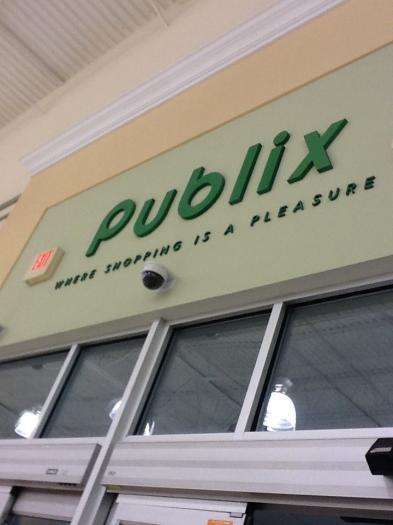 Publix
WHERE SHOPPING IS A PLEASURE
EXIT